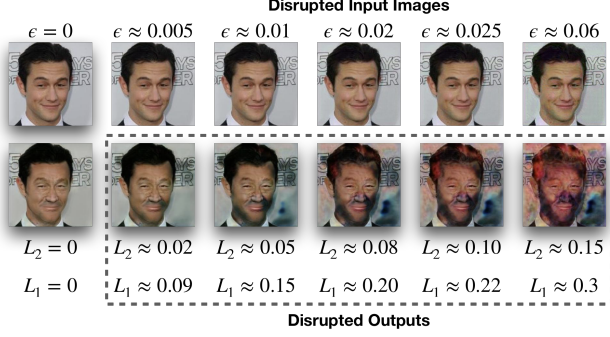 Disrupted Input Images
ϵ = 0 ϵ ≈ 0.005 ϵ ≈ 0.01 ϵ ≈ 0.02 ϵ ≈ 0.025 ϵ ≈ 0.06
L₂ = 0 L₂ ≈ 0.02 L₂ ≈ 0.05 L₂ ≈ 0.08 L₂ ≈ 0.10 L₂ ≈ 0.15
L₁ = 0 L₁ ≈ 0.09 L₁ ≈ 0.15 L₁ ≈ 0.20 L₁ ≈ 0.22 L₁ ≈ 0.3
Disrupted Outputs